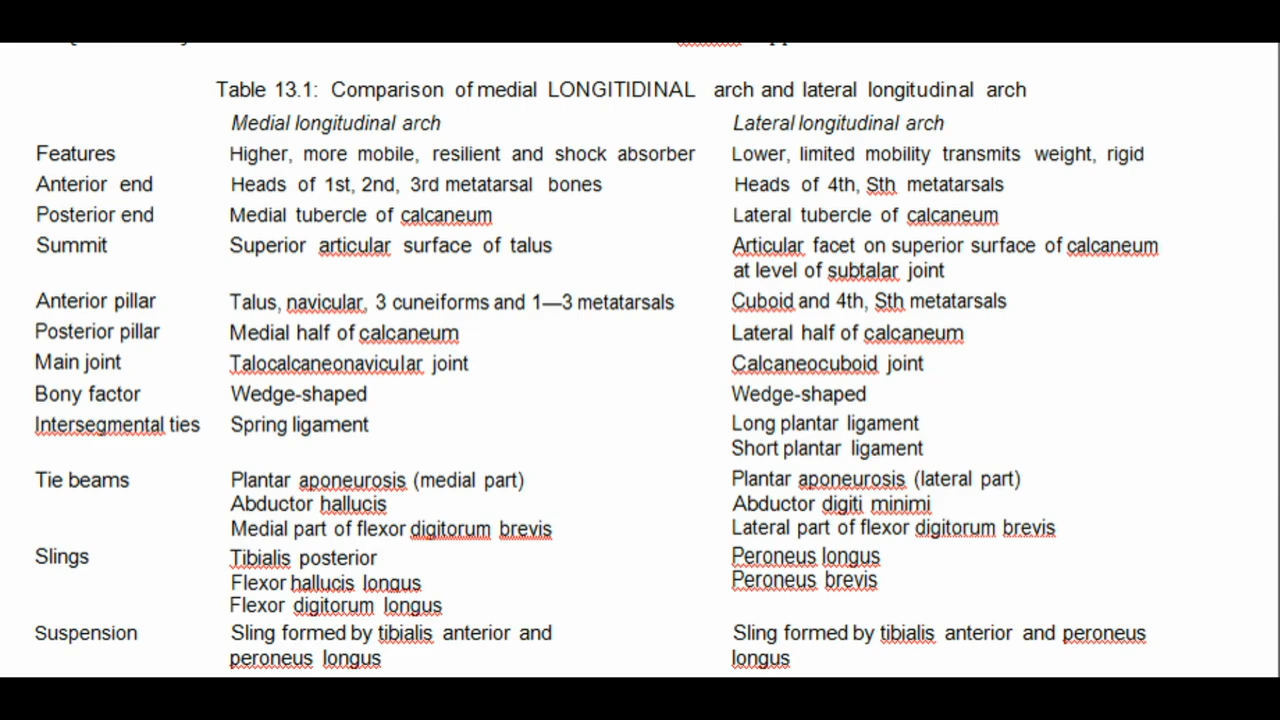 Table 13.1: Comparison of medial LONGITIDINAL arch and lateral longitudinal arch
Medial longitudinal arch Lateral longitudinal arch
Features Higher, more mobile, resilient and shock absorber Lower, limited mobility transmits weight, rigid
Anterior end Heads of 1st, 2nd, 3rd metatarsal bones Heads of 4th, Sth metatarsals
Posterior end Medial tubercle of calcaneum Lateral tubercle of calcaneum
Summit Superior articular surface of talus Articular facet on superior surface of calcaneum
at level of subtalar joint
Anterior pillar Talus, navicular, 3 cuneiforms and 1—3 metatarsals Cuboid and 4th, Sth metatarsals
Posterior pillar Medial half of calcaneum Lateral half of calcaneum
Main joint Talocalcaneonavicular joint Calcaneocuboid joint
Bony factor Wedge-shaped Wedge-shaped
Intersegmental ties Spring ligament Long plantar ligament
Short plantar ligament
Tie beams Plantar aponeurosis (medial part) Plantar aponeurosis (lateral part)
Abductor hallucis Abductor digiti minimi
Medial part of flexor digitorum brevis Lateral part of flexor digitorum brevis
Slings Tibialis posterior Peroneus longus
Flexor hallucis longus Peroneus brevis
Flexor digitorum longus
Suspension Sling formed by tibialis anterior and Sling formed by tibialis anterior and peroneus
peroneus longus longus